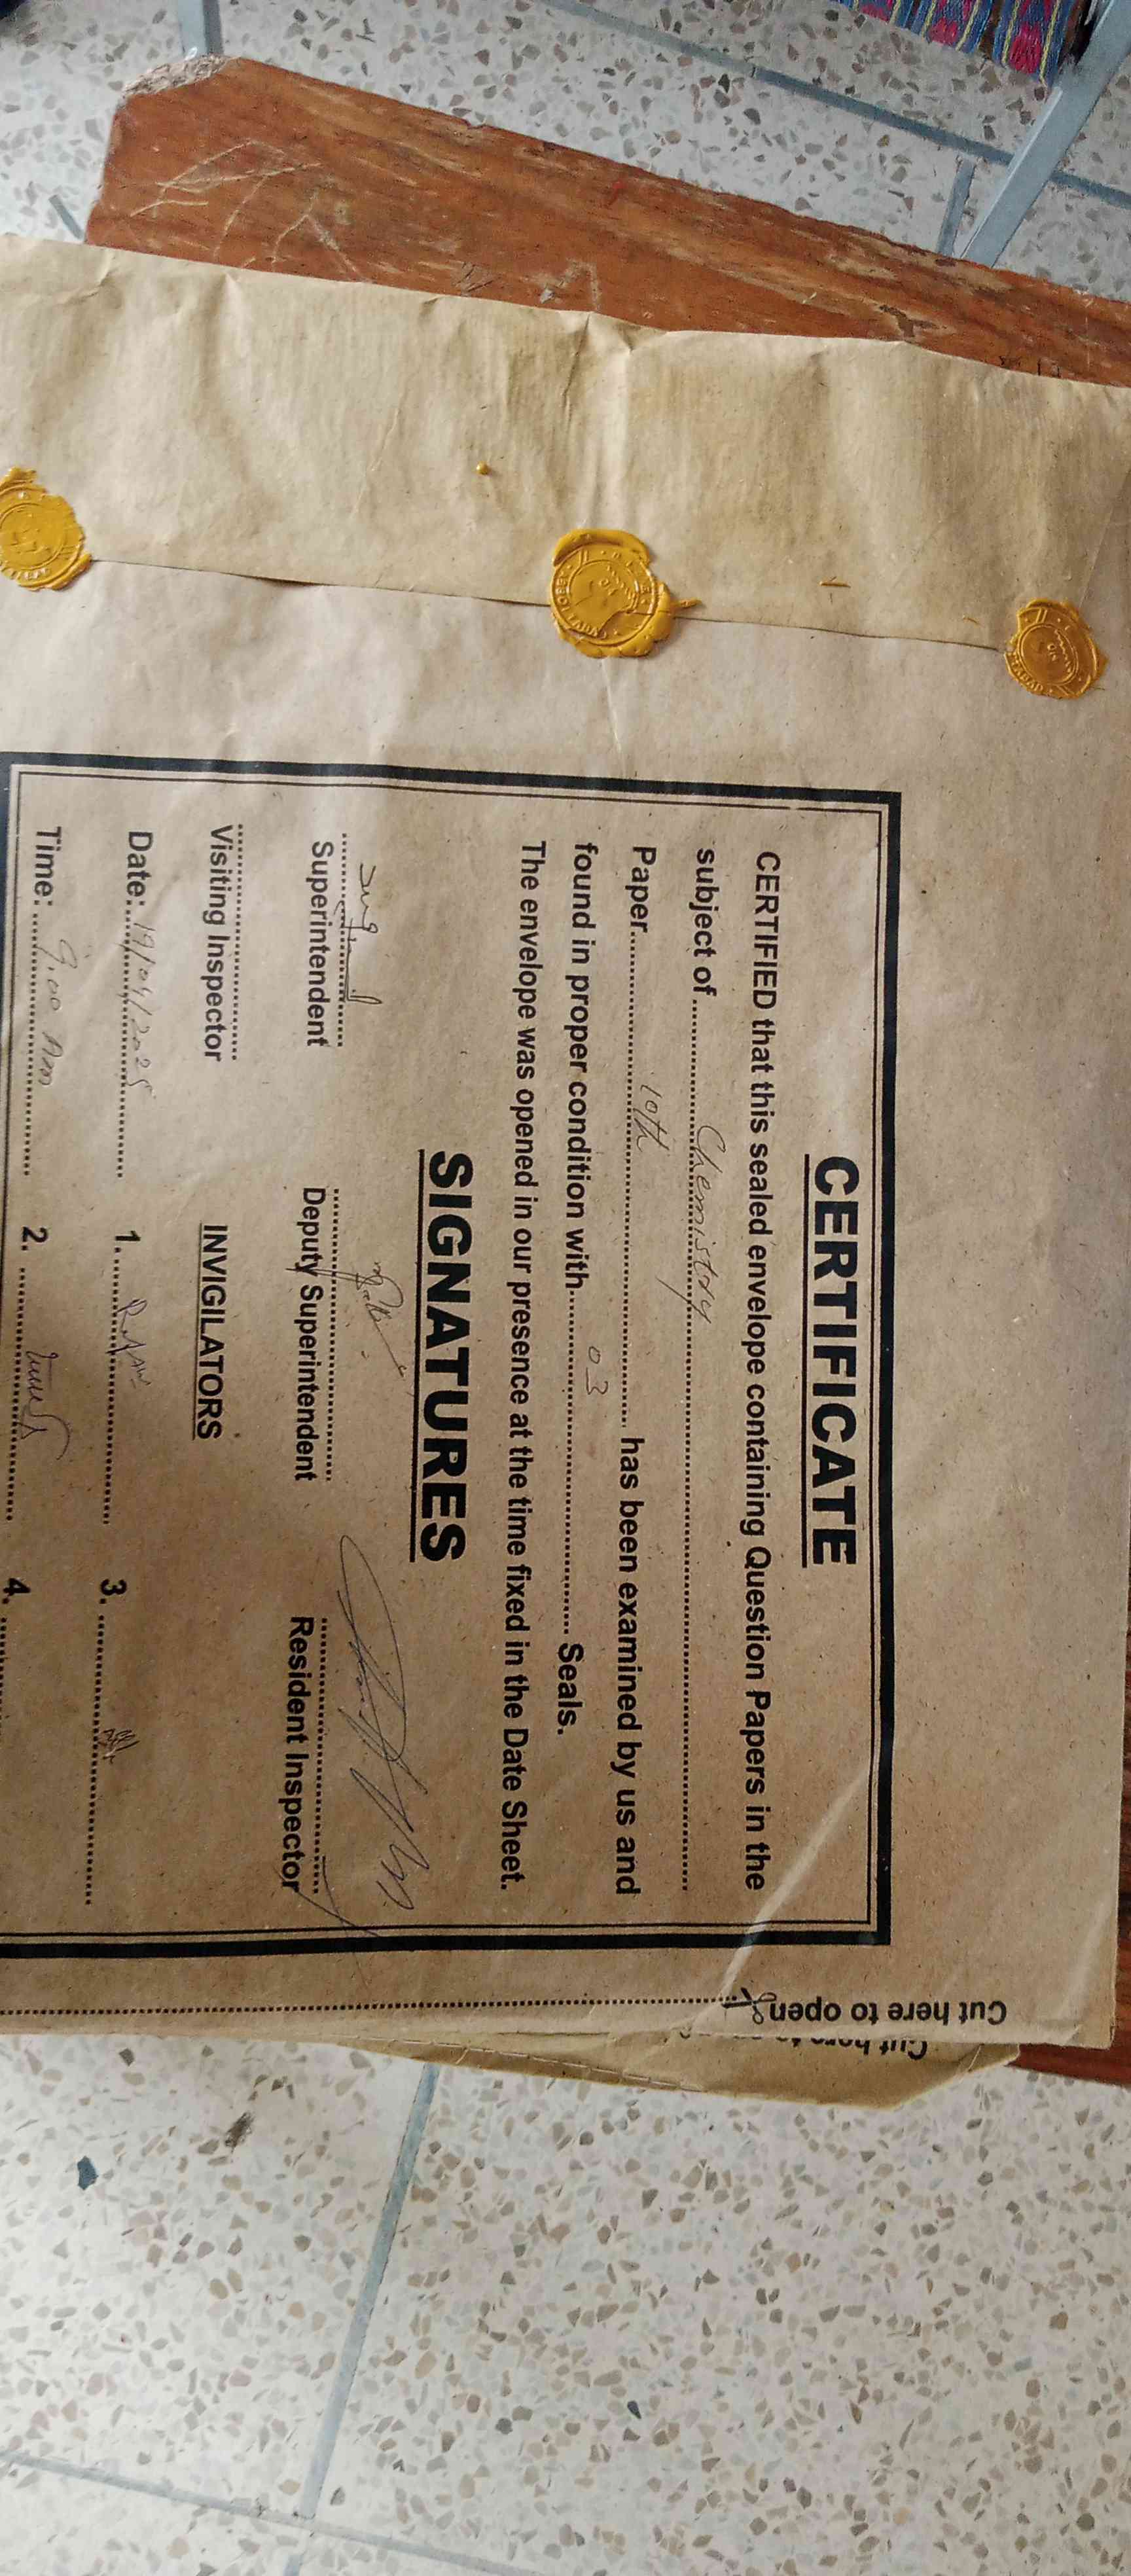 CERTIFICATE
CERTIFIED that this sealed envelope containing Question Papers in the
subject of ........ Chemistry ........
Paper........ 10th ........ has been examined by us and
found in proper condition with........ 03 ........ Seals.
The envelope was opened in our presence at the time fixed in the Date Sheet.
SIGNATURES
Superintendent Deputy Superintendent Resident Inspector
Visiting Inspector INVIGILATORS
Date:.. 19/04/2025 1. 3.
Time: .. 9:00 Am 2. 4.
Cut here to open
Cut here to